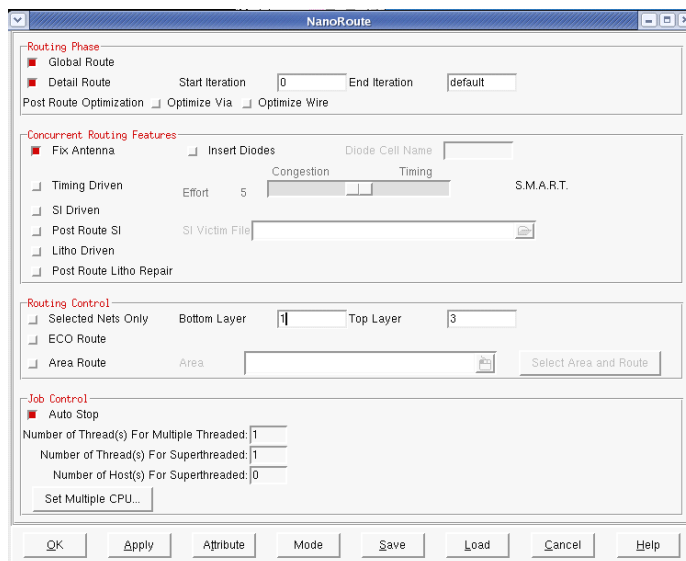 NanoRoute
Routing Phase
Global Route
Detail Route Start Iteration 0 End Iteration default
Post Route Optimization Optimize Via Optimize Wire
Concurrent Routing Features
Fix Antenna Insert Diodes Diode Cell Name
Congestion Timing
Timing Driven Effort 5 S.M.A.R.T.
SI Driven
Post Route SI SI Victim File
Litho Driven
Post Route Litho Repair
Routing Control
Selected Nets Only Bottom Layer 1 Top Layer 3
ECO Route
Area Route Area Select Area and Route
Job Control
Auto Stop
Number of Thread(s) For Multiple Threaded: 1
Number of Thread(s) For Superthreaded: 1
Number of Host(s) For Superthreaded: 0
Set Multiple CPU...
OK Apply Attribute Mode Save Load Cancel Help